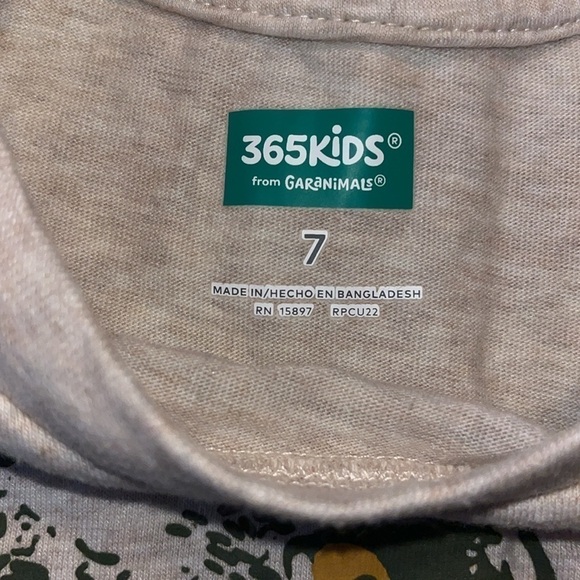 365KiDS®
from GARANiMALS®
7
MADE IN/HECHO EN BANGLADESH
RN 15897 RPCU22